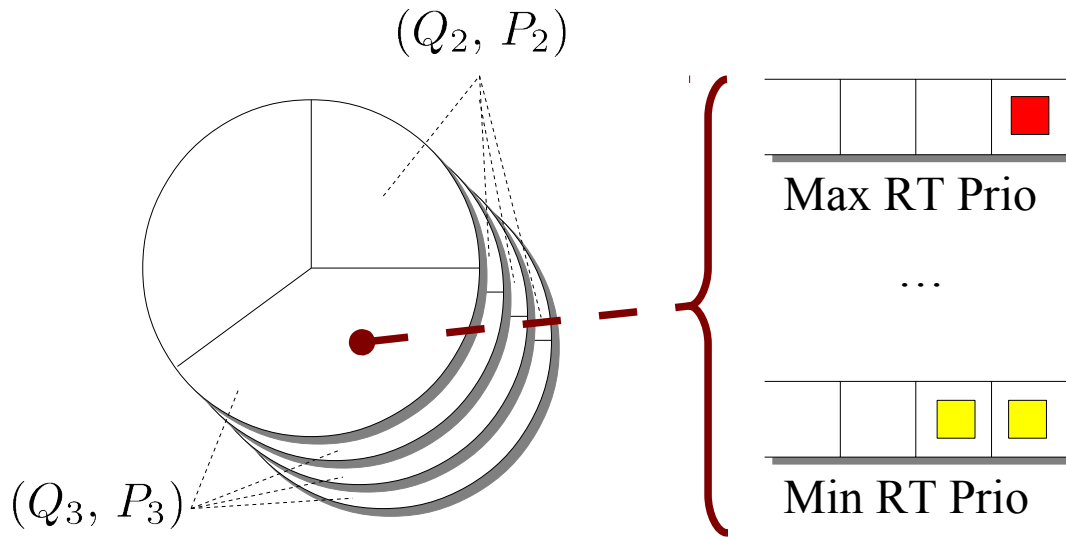 (Q₂, P₂)
Max RT Prio
...
(Q₃, P₃)
Min RT Prio